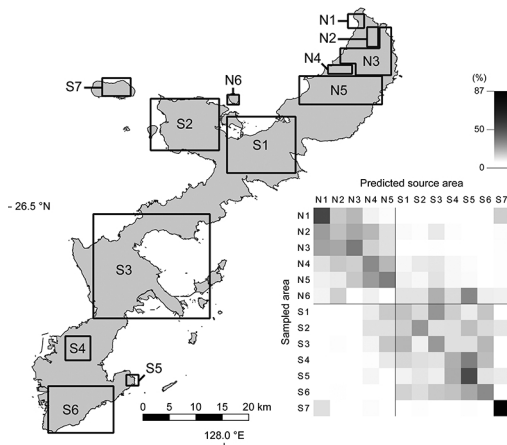 N1
N2
N3
N4
N5
N6
S7
S2
S1
- 26.5 °N
S3
S4
S5
S6
0 5 10 15 20 km
128.0 °E
(%)
87
50
0
Predicted source area
N1 N2 N3 N4 N5 S1 S2 S3 S4 S5 S6 S7
Sampled area
N1
N2
N3
N4
N5
N6
S1
S2
S3
S4
S5
S6
S7